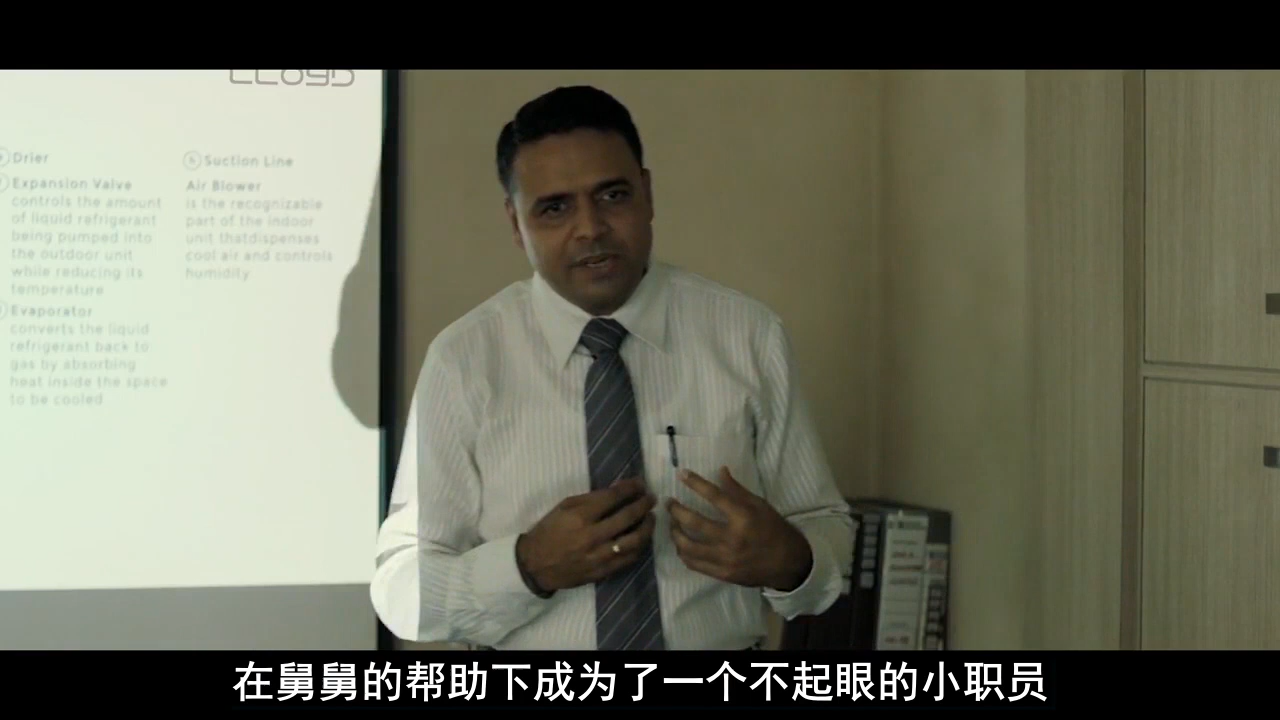 LLOYD
Drier
Expansion Valve
controls the amount
of liquid refrigerant
being pumped into
the outdoor unit
while reducing its
temperature
Evaporator
converts the liquid
refrigerant back to
gas by absorbing
heat inside the space
to be cooled
Suction Line
Air Blower
is the recognizable
part of the indoor
unit thatdispenses
cool air and controls
humidity
在舅舅的帮助下成为了一个不起眼的小职员